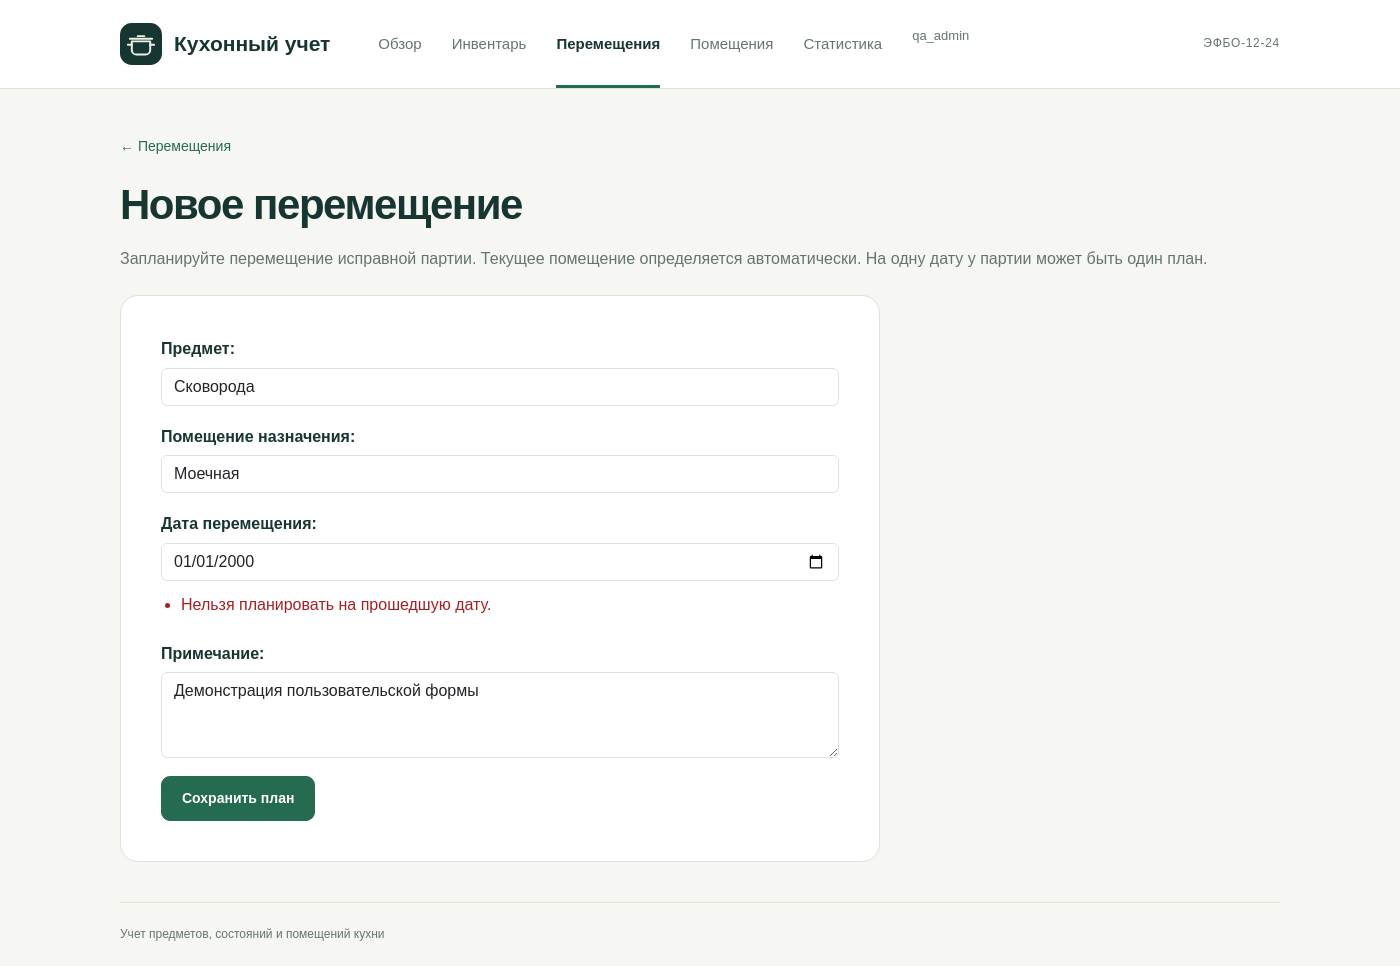 Кухонный учет
Обзор
Инвентарь
Перемещения
Помещения
Статистика
qa_admin
ЭФБО-12-24
← Перемещения
Новое перемещение
Запланируйте перемещение исправной партии. Текущее помещение определяется автоматически. На одну дату у партии может быть один план.
Предмет:
Сковорода
Помещение назначения:
Моечная
Дата перемещения:
01/01/2000
Нельзя планировать на прошедшую дату.
Примечание:
Демонстрация пользовательской формы
Сохранить план
Учет предметов, состояний и помещений кухни